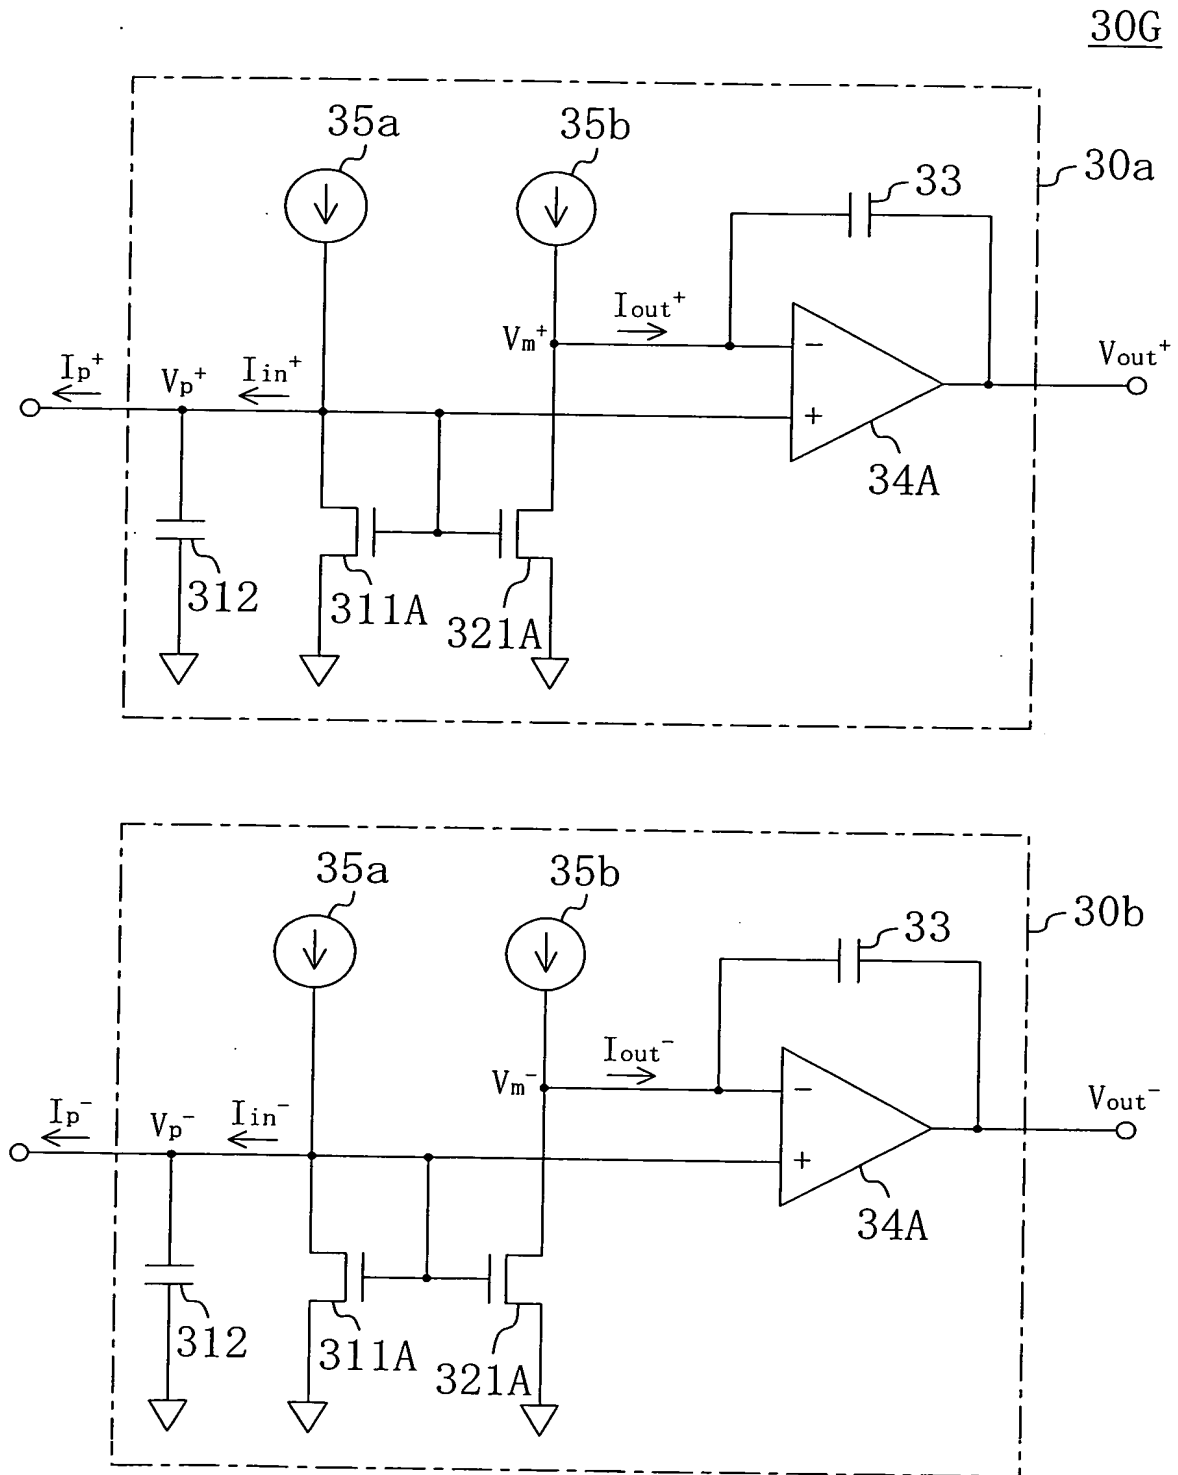 30G
35a
35b
33
30a
Iout+
Vm+
Vout+
Ip+
Vp+
Iin+
−
+
34A
312
311A
321A
35a
35b
33
30b
Iout−
Vm−
Vout−
Ip−
Vp−
Iin−
−
+
34A
312
311A
321A